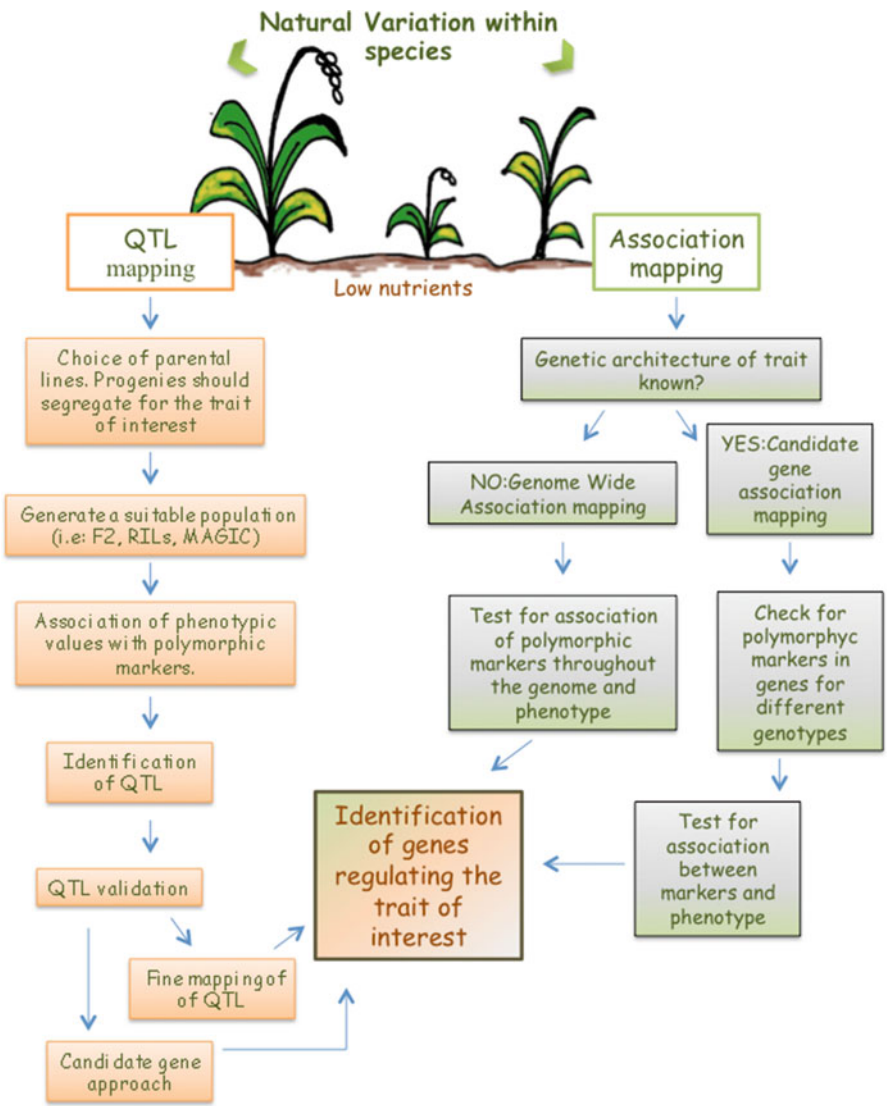 Natural Variation within
species
QTL
mapping
Low nutrients
Association
mapping
Choice of parental
lines. Progenies should
segregate for the trait
of interest
Generate a suitable population
(i.e: F2, RILs, MAGIC)
Association of phenotypic
values with polymorphic
markers.
Identification
of QTL
QTL validation
Fine mapping of
of QTL
Candidate gene
approach
Genetic architecture of trait
known?
NO:Genome Wide
Association mapping
YES:Candidate
gene
association
mapping
Test for association
of polymorphic
markers throughout
the genome and
phenotype
Check for
polymorphyc
markers in
genes for
different
genotypes
Test for
association
between
markers and
phenotype
Identification
of genes
regulating the
trait of
interest